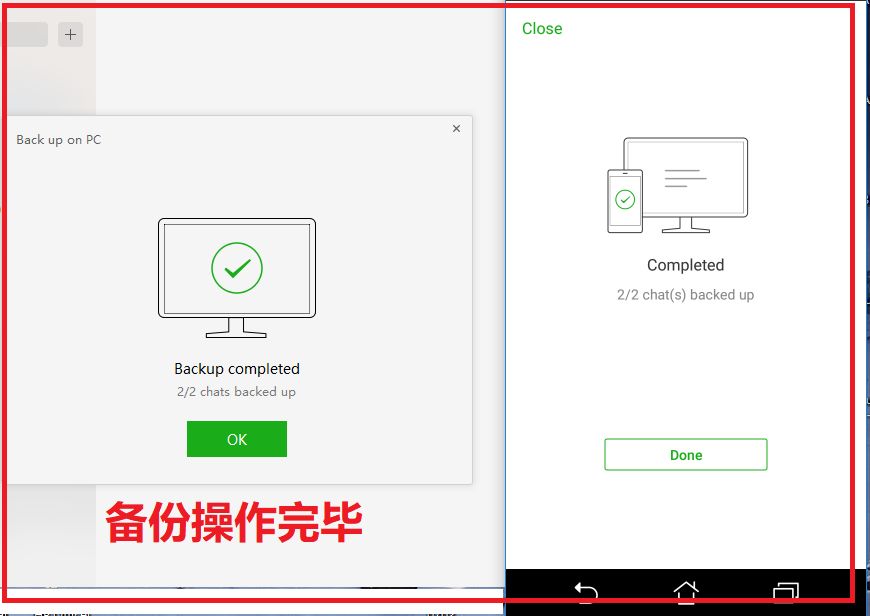 Back up on PC
Backup completed
2/2 chats backed up
OK
备份操作完毕
Close
Completed
2/2 chat(s) backed up
Done